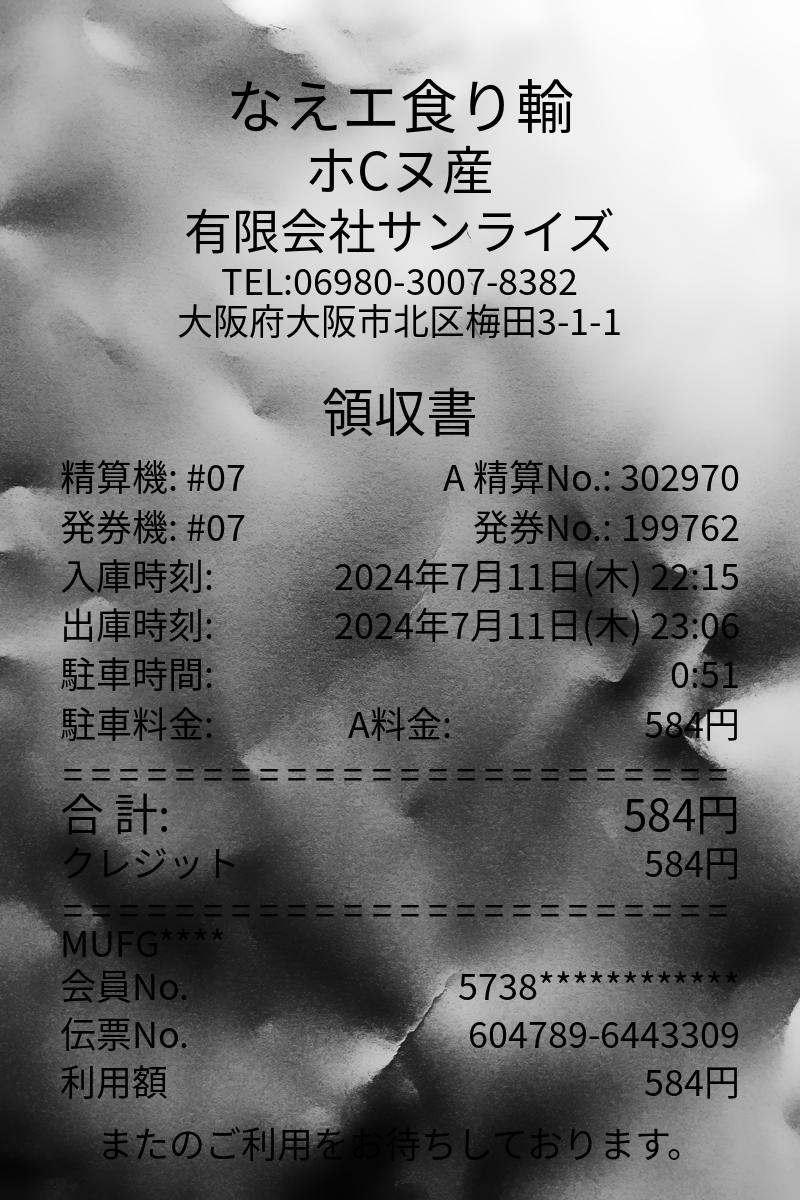 なえエ食り輸
ホCヌ産
有限会社サンライズ
TEL:06980-3007-8382
大阪府大阪市北区梅田3-1-1
領収書
精算機: #07 A 精算No.: 302970
発券機: #07 発券No.: 199762
入庫時刻: 2024年7月11日(木) 22:15
出庫時刻: 2024年7月11日(木) 23:06
駐車時間: 0:51
駐車料金: A料金: 584円
========================
合 計: 584円
クレジット 584円
========================
MUFG****
会員No. 5738************
伝票No. 604789-6443309
利用額 584円
またのご利用をお待ちしております。